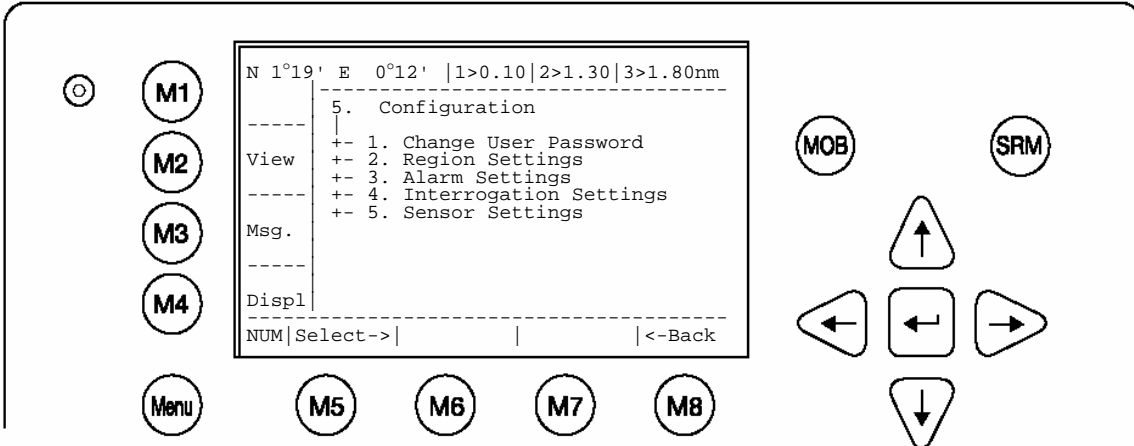 N 1°19' E 0°12' |1>0.10|2>1.30|3>1.80nm
M1
5. Configuration
+- 1. Change User Password
M2
View
+- 2. Region Settings
+- 3. Alarm Settings
+- 4. Interrogation Settings
+- 5. Sensor Settings
M3
Msg.
M4
Displ
NUM|Select->| | |<-Back
MOB
SRM
Menu
M5
M6
M7
M8